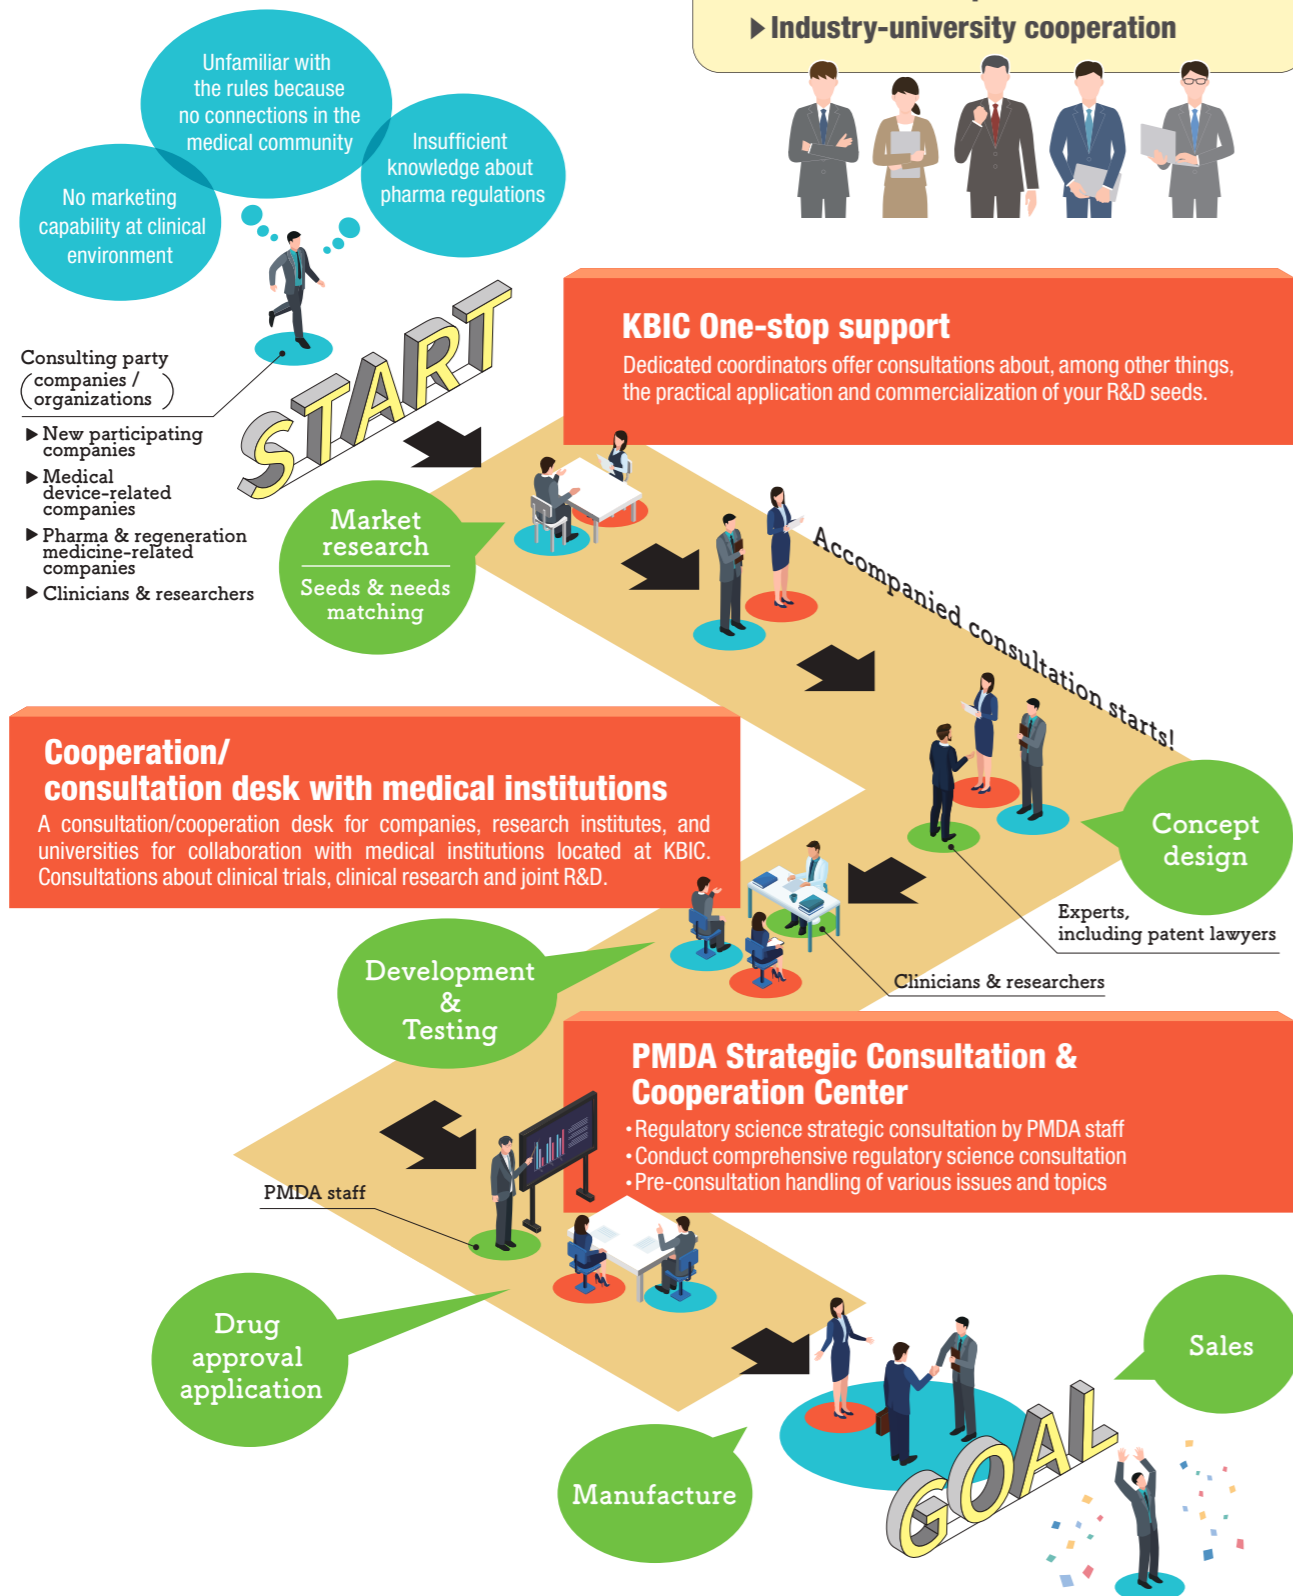 ▶ Industry-university cooperation
Unfamiliar with
the rules because
no connections in the
medical community
Insufficient
knowledge about
pharma regulations
No marketing
capability at clinical
environment
START
Consulting party
(companies /
organizations)
▶ New participating
companies
▶ Medical
device-related
companies
▶ Pharma & regeneration
medicine-related
companies
▶ Clinicians & researchers
KBIC One-stop support
Dedicated coordinators offer consultations about, among other things,
the practical application and commercialization of your R&D seeds.
Market
research
Seeds & needs
matching
Accompanied consultation starts!
Cooperation/
consultation desk with medical institutions
A consultation/cooperation desk for companies, research institutes, and
universities for collaboration with medical institutions located at KBIC.
Consultations about clinical trials, clinical research and joint R&D.
Concept
design
Experts,
including patent lawyers
Clinicians & researchers
Development
&
Testing
PMDA Strategic Consultation &
Cooperation Center
•Regulatory science strategic consultation by PMDA staff
•Conduct comprehensive regulatory science consultation
•Pre-consultation handling of various issues and topics
PMDA staff
Drug
approval
application
Sales
Manufacture
GOAL